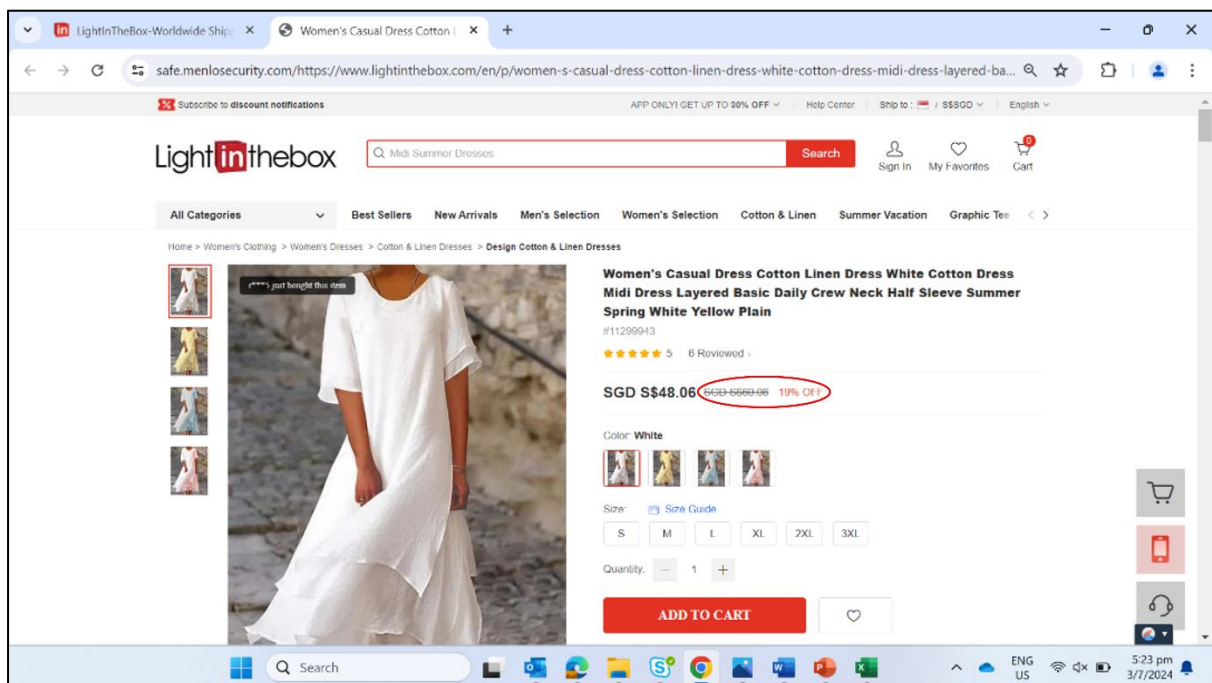 LightInTheBox-Worldwide Ship
Women's Casual Dress Cotton L
safe.menlosecurity.com/https://www.lightinthebox.com/en/p/women-s-casual-dress-cotton-linen-dress-white-cotton-dress-midi-dress-layered-ba...
Subscribe to discount notifications
APP ONLY! GET UP TO 80% OFF
Help Center
Ship to : / S$SGD
English
Lightinthebox
Midi Summer Dresses
Search
Sign In
My Favorites
0
Cart
All Categories
Best Sellers
New Arrivals
Men's Selection
Women's Selection
Cotton & Linen
Summer Vacation
Graphic Tee
Home > Women's Clothing > Women's Dresses > Cotton & Linen Dresses > Design Cotton & Linen Dresses
r****5 just bought this item
Women's Casual Dress Cotton Linen Dress White Cotton Dress
Midi Dress Layered Basic Daily Crew Neck Half Sleeve Summer
Spring White Yellow Plain
#11299943
5
6 Reviewed >
SGD S$48.06 SGD 19% OFF
Color: White
Size:
Size Guide
S
M
L
XL
2XL
3XL
Quantity:
1
ADD TO CART
Search
ENG
US
5:23 pm
3/7/2024